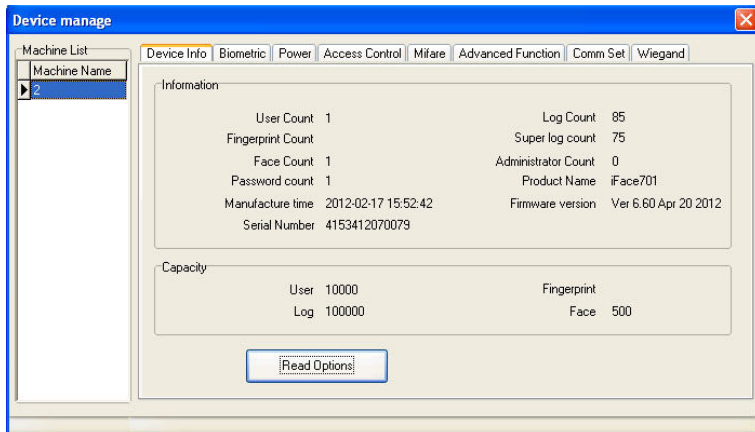 Device manage
Machine List
Machine Name
2
Device Info Biometric Power Access Control Mifare Advanced Function Comm Set Wiegand
Information
User Count 1 Log Count 85
Fingerprint Count Super log count 75
Face Count 1 Administrator Count 0
Password count 1 Product Name iFace701
Manufacture time 2012-02-17 15:52:42 Firmware version Ver 6.60 Apr 20 2012
Serial Number 4153412070079
Capacity
User 10000 Fingerprint
Log 100000 Face 500
Read Options